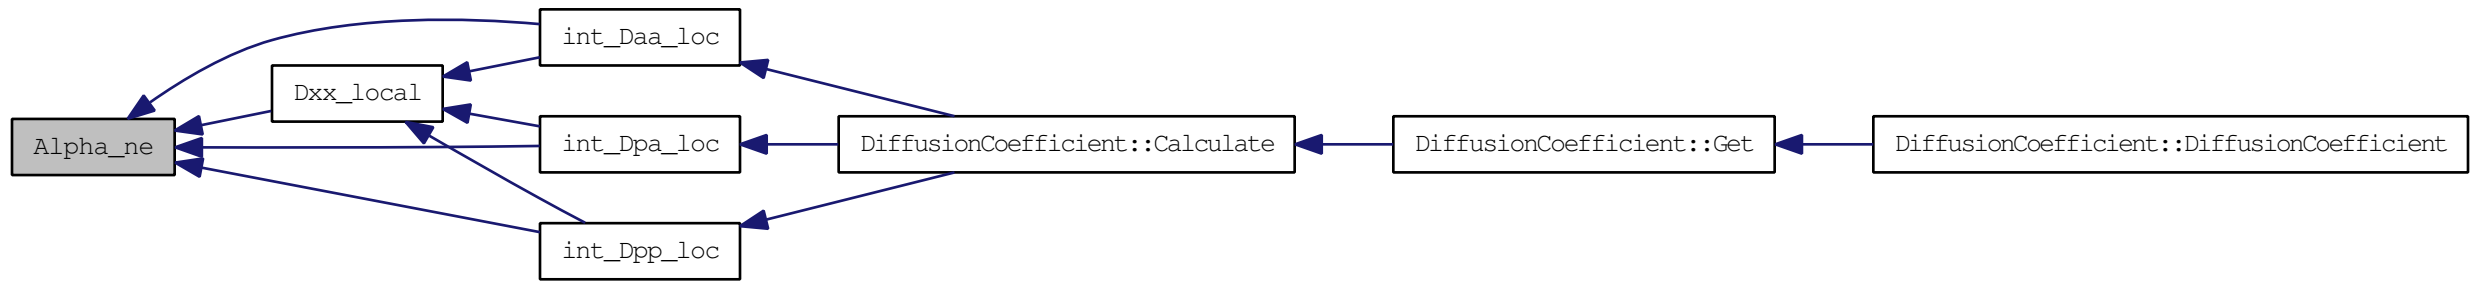 Alpha_ne
Dxx_local
int_Daa_loc
int_Dpa_loc
int_Dpp_loc
DiffusionCoefficient::Calculate
DiffusionCoefficient::Get
DiffusionCoefficient::DiffusionCoefficient